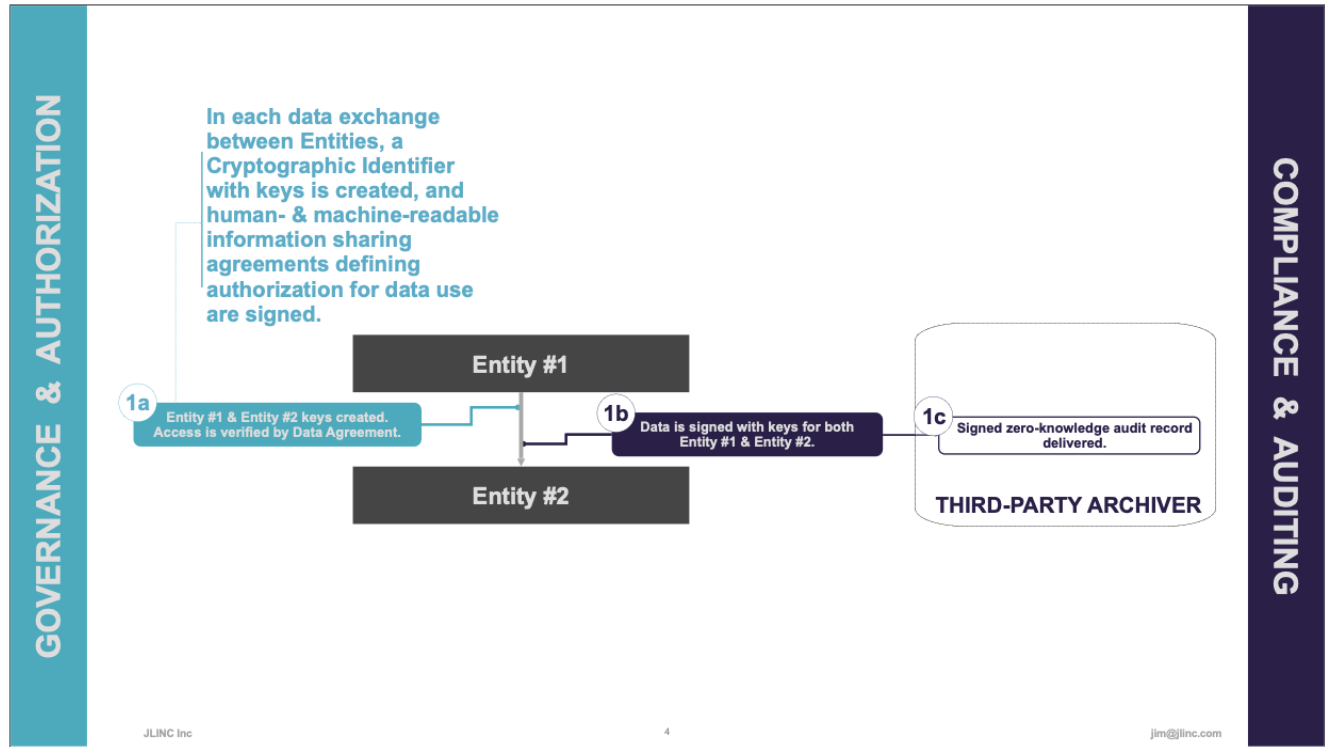 GOVERNANCE & AUTHORIZATION
In each data exchange
between Entities, a
Cryptographic Identifier
with keys is created, and
human- & machine-readable
information sharing
agreements defining
authorization for data use
are signed.
Entity #1
1a
Entity #1 & Entity #2 keys created.
Access is verified by Data Agreement.
1b
Data is signed with keys for both
Entity #1 & Entity #2.
1c
Signed zero-knowledge audit record
delivered.
Entity #2
THIRD-PARTY ARCHIVER
COMPLIANCE & AUDITING
JLINC Inc
4
jim@jlinc.com